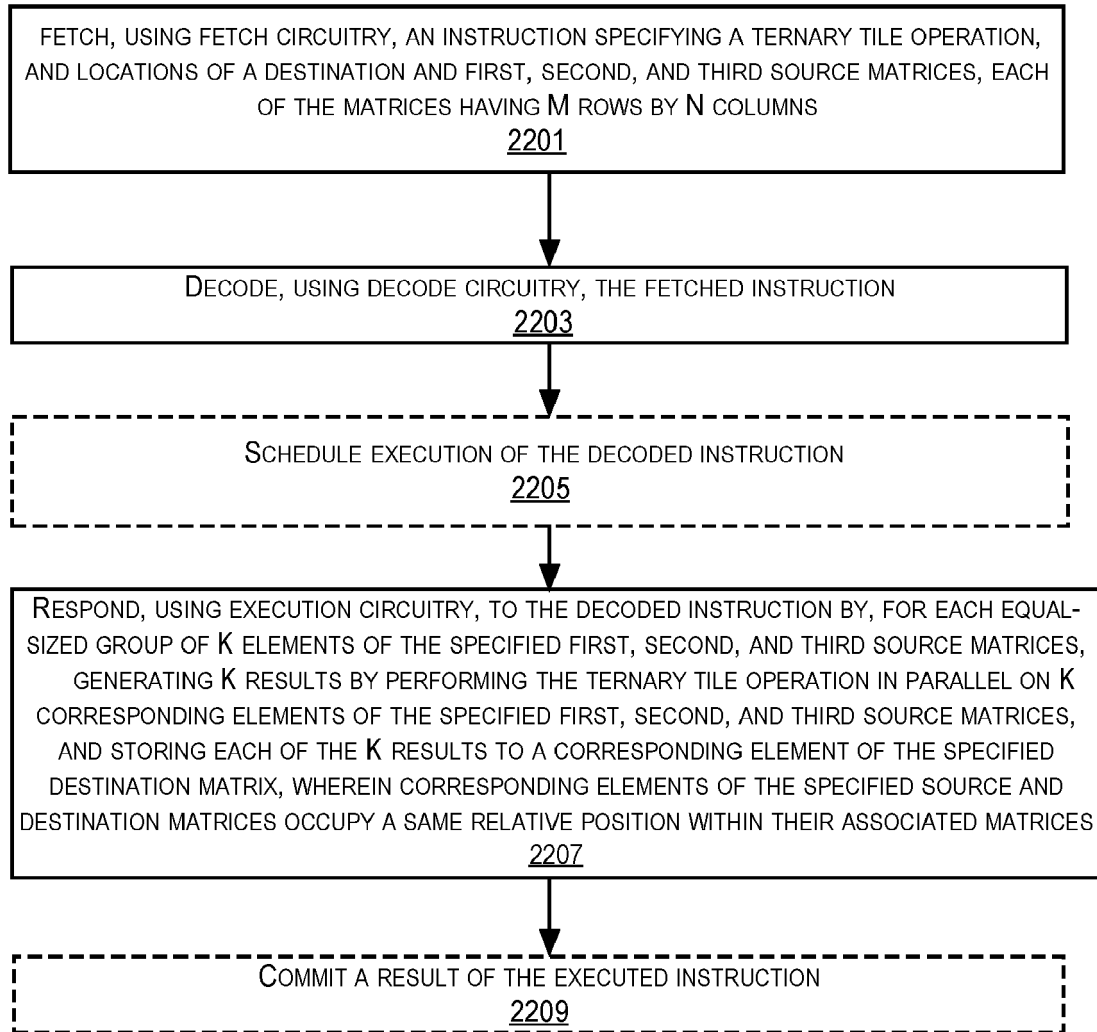 FETCH, USING FETCH CIRCUITRY, AN INSTRUCTION SPECIFYING A TERNARY TILE OPERATION,
AND LOCATIONS OF A DESTINATION AND FIRST, SECOND, AND THIRD SOURCE MATRICES, EACH
OF THE MATRICES HAVING M ROWS BY N COLUMNS
2201
DECODE, USING DECODE CIRCUITRY, THE FETCHED INSTRUCTION
2203
SCHEDULE EXECUTION OF THE DECODED INSTRUCTION
2205
RESPOND, USING EXECUTION CIRCUITRY, TO THE DECODED INSTRUCTION BY, FOR EACH EQUAL-
SIZED GROUP OF K ELEMENTS OF THE SPECIFIED FIRST, SECOND, AND THIRD SOURCE MATRICES,
GENERATING K RESULTS BY PERFORMING THE TERNARY TILE OPERATION IN PARALLEL ON K
CORRESPONDING ELEMENTS OF THE SPECIFIED FIRST, SECOND, AND THIRD SOURCE MATRICES,
AND STORING EACH OF THE K RESULTS TO A CORRESPONDING ELEMENT OF THE SPECIFIED
DESTINATION MATRIX, WHEREIN CORRESPONDING ELEMENTS OF THE SPECIFIED SOURCE AND
DESTINATION MATRICES OCCUPY A SAME RELATIVE POSITION WITHIN THEIR ASSOCIATED MATRICES
2207
COMMIT A RESULT OF THE EXECUTED INSTRUCTION
2209